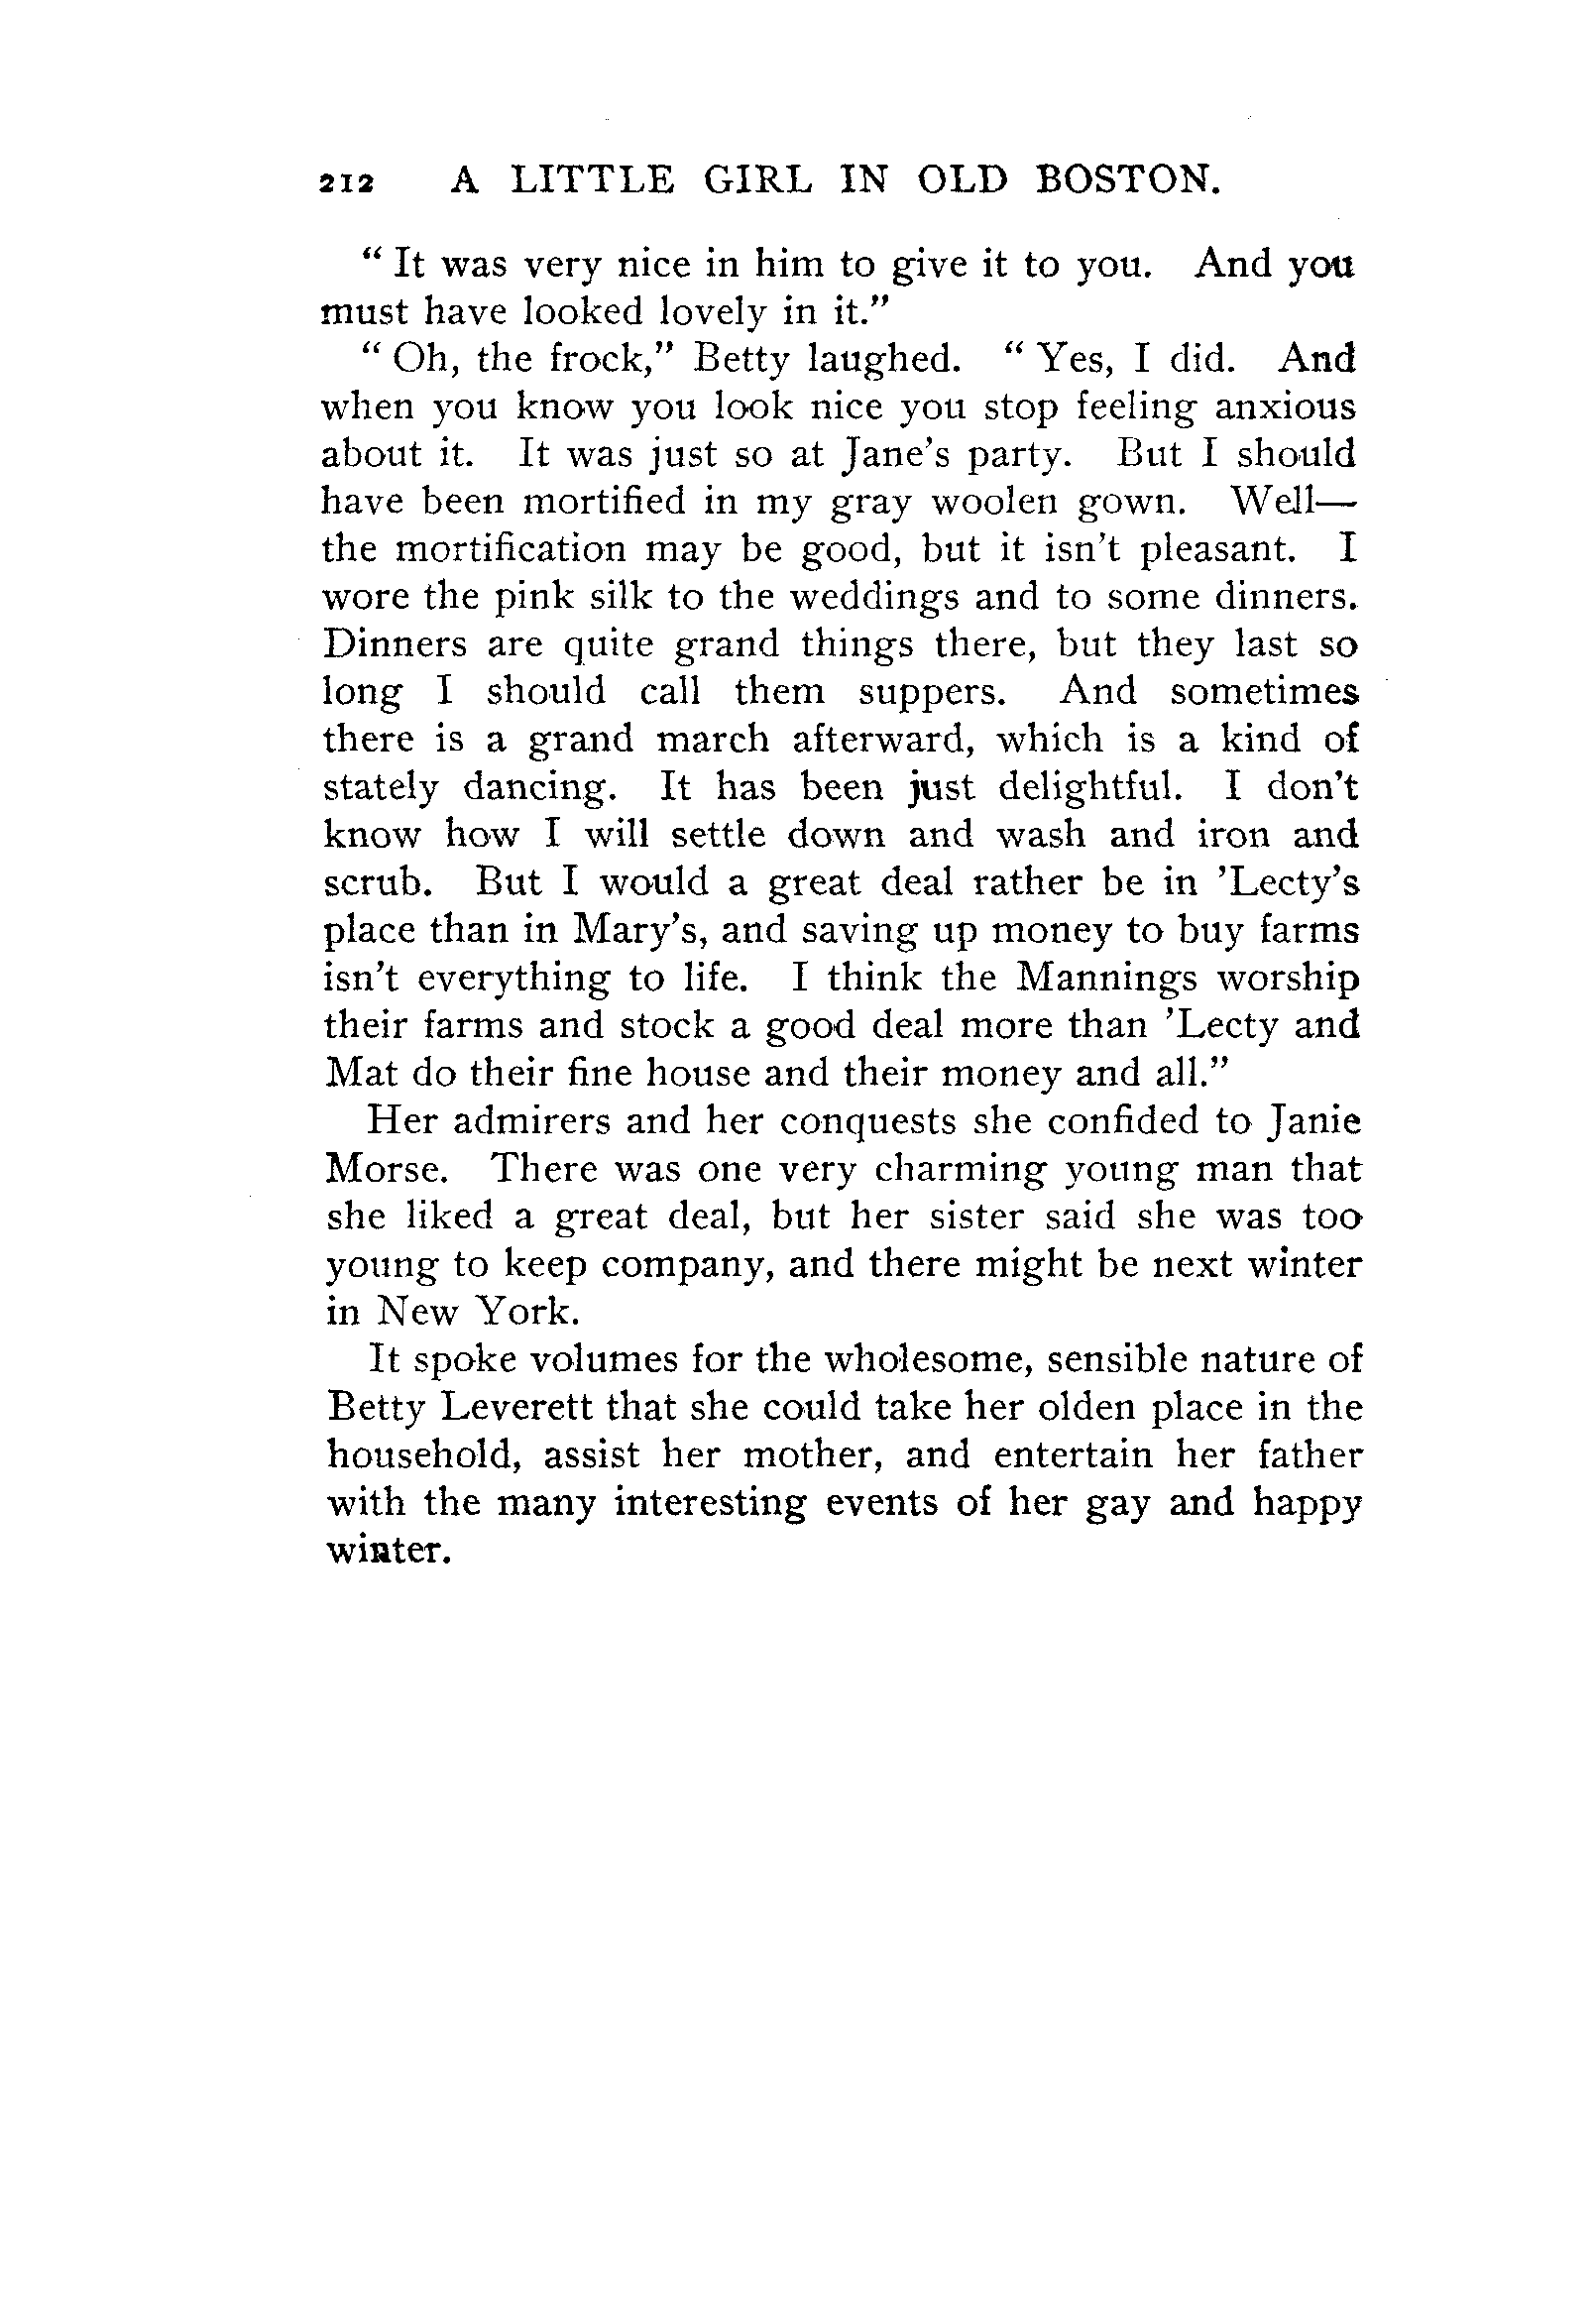 212 A LITTLE GIRL IN OLD BOSTON.
“ It was very nice in him to give it to you. And you
must have looked lovely in it.”
“ Oh, the frock,” Betty laughed. “ Yes, I did. And
when you know you look nice you stop feeling anxious
about it. It was just so at Jane’s party. But I should
have been mortified in my gray woolen gown. Well—
the mortification may be good, but it isn’t pleasant. I
wore the pink silk to the weddings and to some dinners.
Dinners are quite grand things there, but they last so
long I should call them suppers. And sometimes
there is a grand march afterward, which is a kind of
stately dancing. It has been just delightful. I don’t
know how I will settle down and wash and iron and
scrub. But I would a great deal rather be in ’Lecty’s
place than in Mary’s, and saving up money to buy farms
isn’t everything to life. I think the Mannings worship
their farms and stock a good deal more than ’Lecty and
Mat do their fine house and their money and all.”
Her admirers and her conquests she confided to Janie
Morse. There was one very charming young man that
she liked a great deal, but her sister said she was too
young to keep company, and there might be next winter
in New York.
It spoke volumes for the wholesome, sensible nature of
Betty Leverett that she could take her olden place in the
household, assist her mother, and entertain her father
with the many interesting events of her gay and happy
winter.